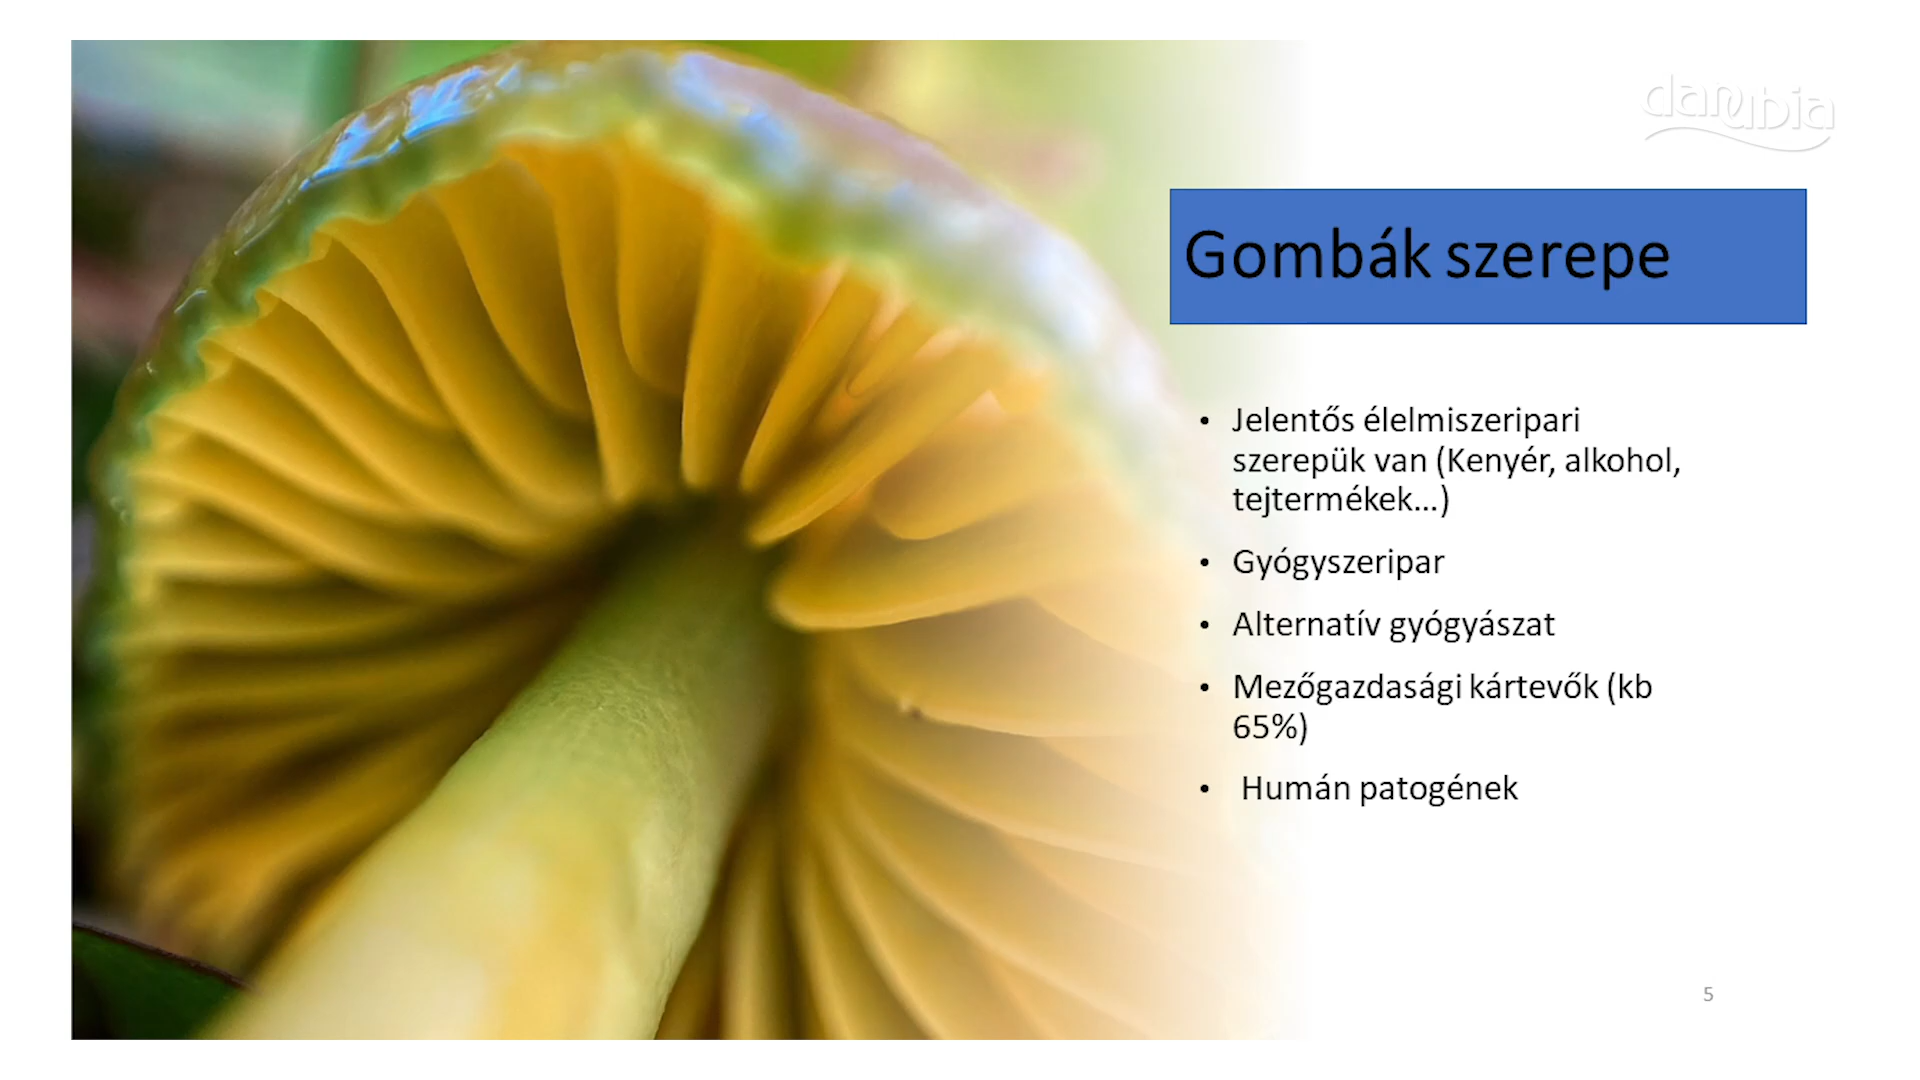 danubia
Gombák szerepe
• Jelentős élelmiszeripari
szerepük van (Kenyér, alkohol,
tejtermékek...)
• Gyógyszeripar
• Alternatív gyógyászat
• Mezőgazdasági kártevők (kb
65%)
• Humán patogének
5